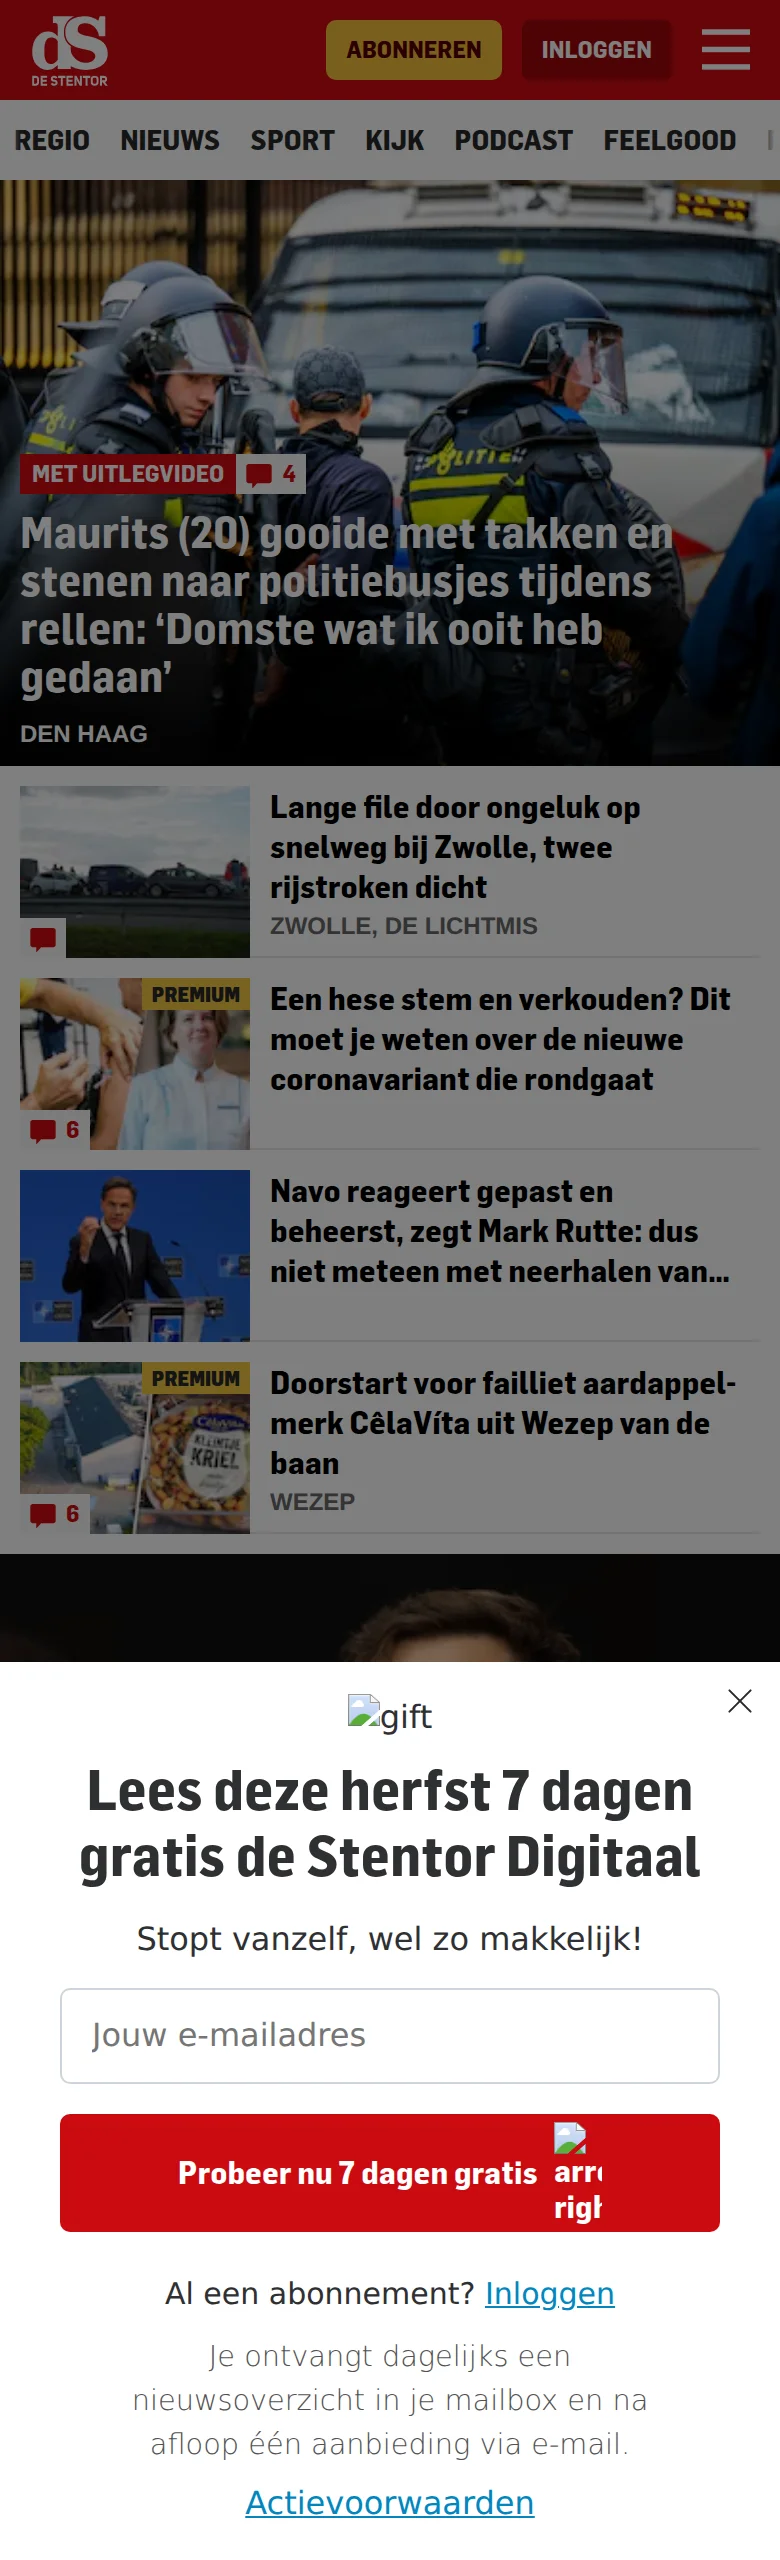 dS
DE STENTOR
ABONNEREN
INLOGGEN
REGIO NIEUWS SPORT KIJK PODCAST FEELGOOD
POLITIE
MET UITLEGVIDEO 4
Maurits (20) gooide met takken en
stenen naar politiebusjes tijdens
rellen: ‘Domste wat ik ooit heb
gedaan’
DEN HAAG
Lange file door ongeluk op
snelweg bij Zwolle, twee
rijstroken dicht
ZWOLLE, DE LICHTMIS
PREMIUM
6
Een hese stem en verkouden? Dit
moet je weten over de nieuwe
coronavariant die rondgaat
Navo reageert gepast en
beheerst, zegt Mark Rutte: dus
niet meteen met neerhalen van...
PREMIUM
CêlaVíta
KLEINTJE
KRIEL
6
Doorstart voor failliet aardappel-
merk CêlaVíta uit Wezep van de
baan
WEZEP
gift
Lees deze herfst 7 dagen
gratis de Stentor Digitaal
Stopt vanzelf, wel zo makkelijk!
Jouw e-mailadres
Probeer nu 7 dagen gratis
arro
righ
Al een abonnement? Inloggen
Je ontvangt dagelijks een
nieuwsoverzicht in je mailbox en na
afloop één aanbieding via e-mail.
Actievoorwaarden